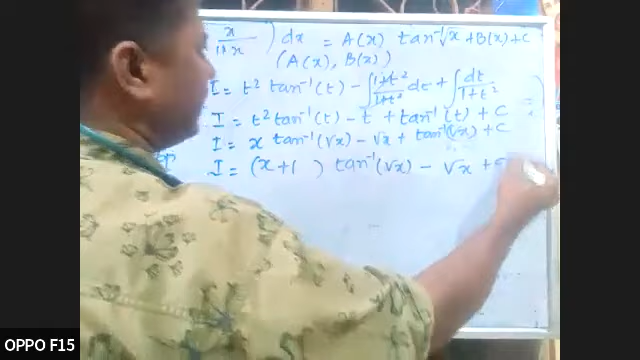 x/(1+x) ) dx = A(x) tan⁻¹√x + B(x) + C
(A(x), B(x))
I = t² tan⁻¹(t) - ∫ (1+t²)/(1+t²) dt + ∫ dt/(1+t²)
I = t² tan⁻¹(t) - t + tan⁻¹(t) + C
I = x tan⁻¹(√x) - √x + tan⁻¹(√x) + C
I = (x+1 ) tan⁻¹(√x) - √x + C
OPPO F15